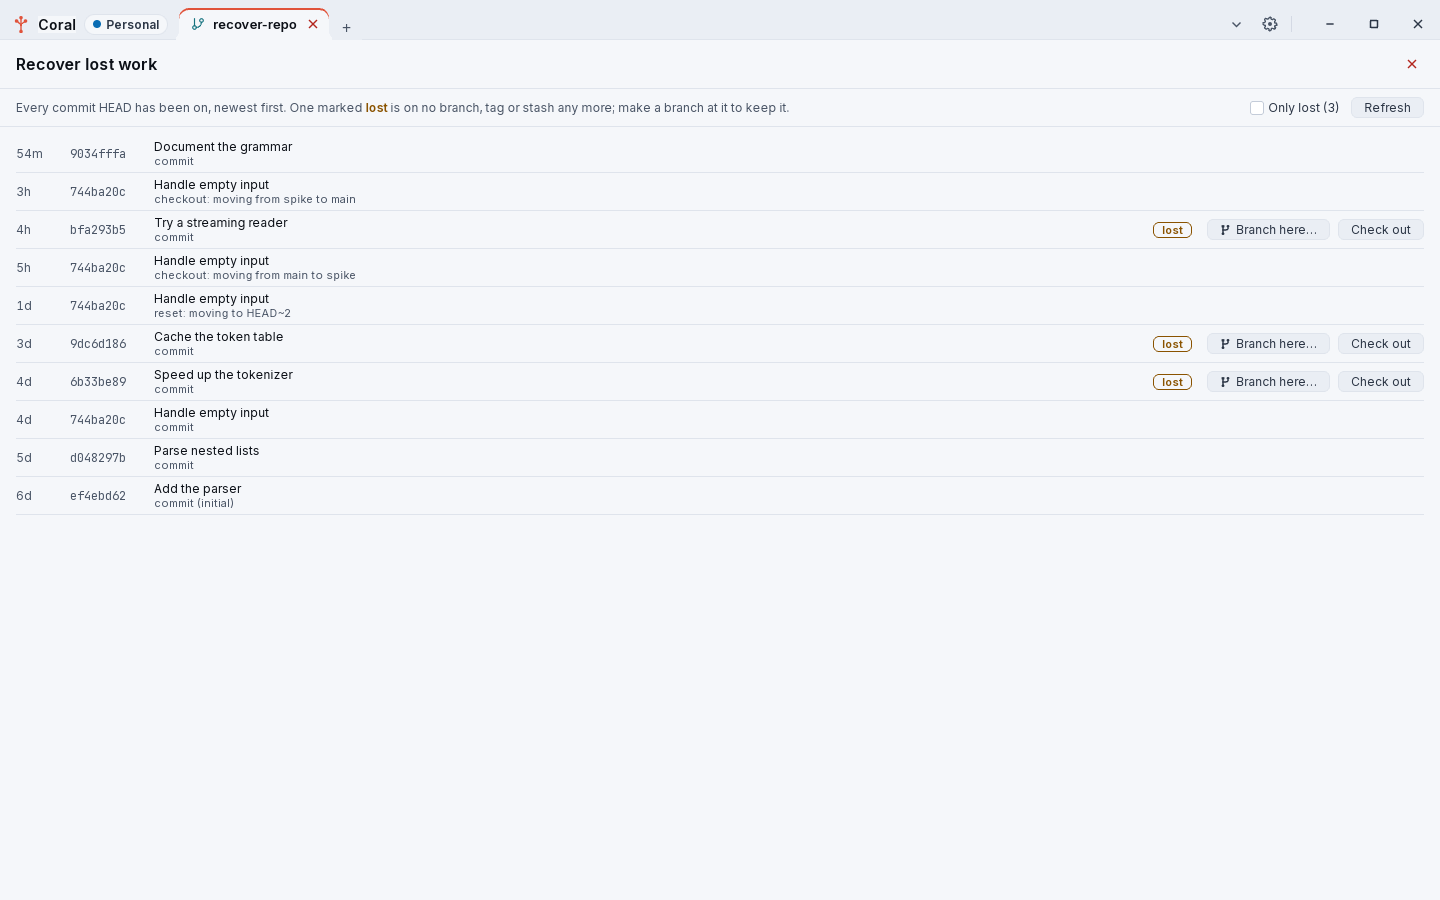 Coral Personal recover-repo
Recover lost work
Every commit HEAD has been on, newest first. One marked lost is on no branch, tag or stash any more; make a branch at it to keep it. Only lost (3) Refresh
54m 9034fffa Document the grammar
commit
3h 744ba20c Handle empty input
checkout: moving from spike to main
4h bfa293b5 Try a streaming reader lost Branch here… Check out
commit
5h 744ba20c Handle empty input
checkout: moving from main to spike
1d 744ba20c Handle empty input
reset: moving to HEAD~2
3d 9dc6d186 Cache the token table lost Branch here… Check out
commit
4d 6b33be89 Speed up the tokenizer lost Branch here… Check out
commit
4d 744ba20c Handle empty input
commit
5d d048297b Parse nested lists
commit
6d ef4ebd62 Add the parser
commit (initial)